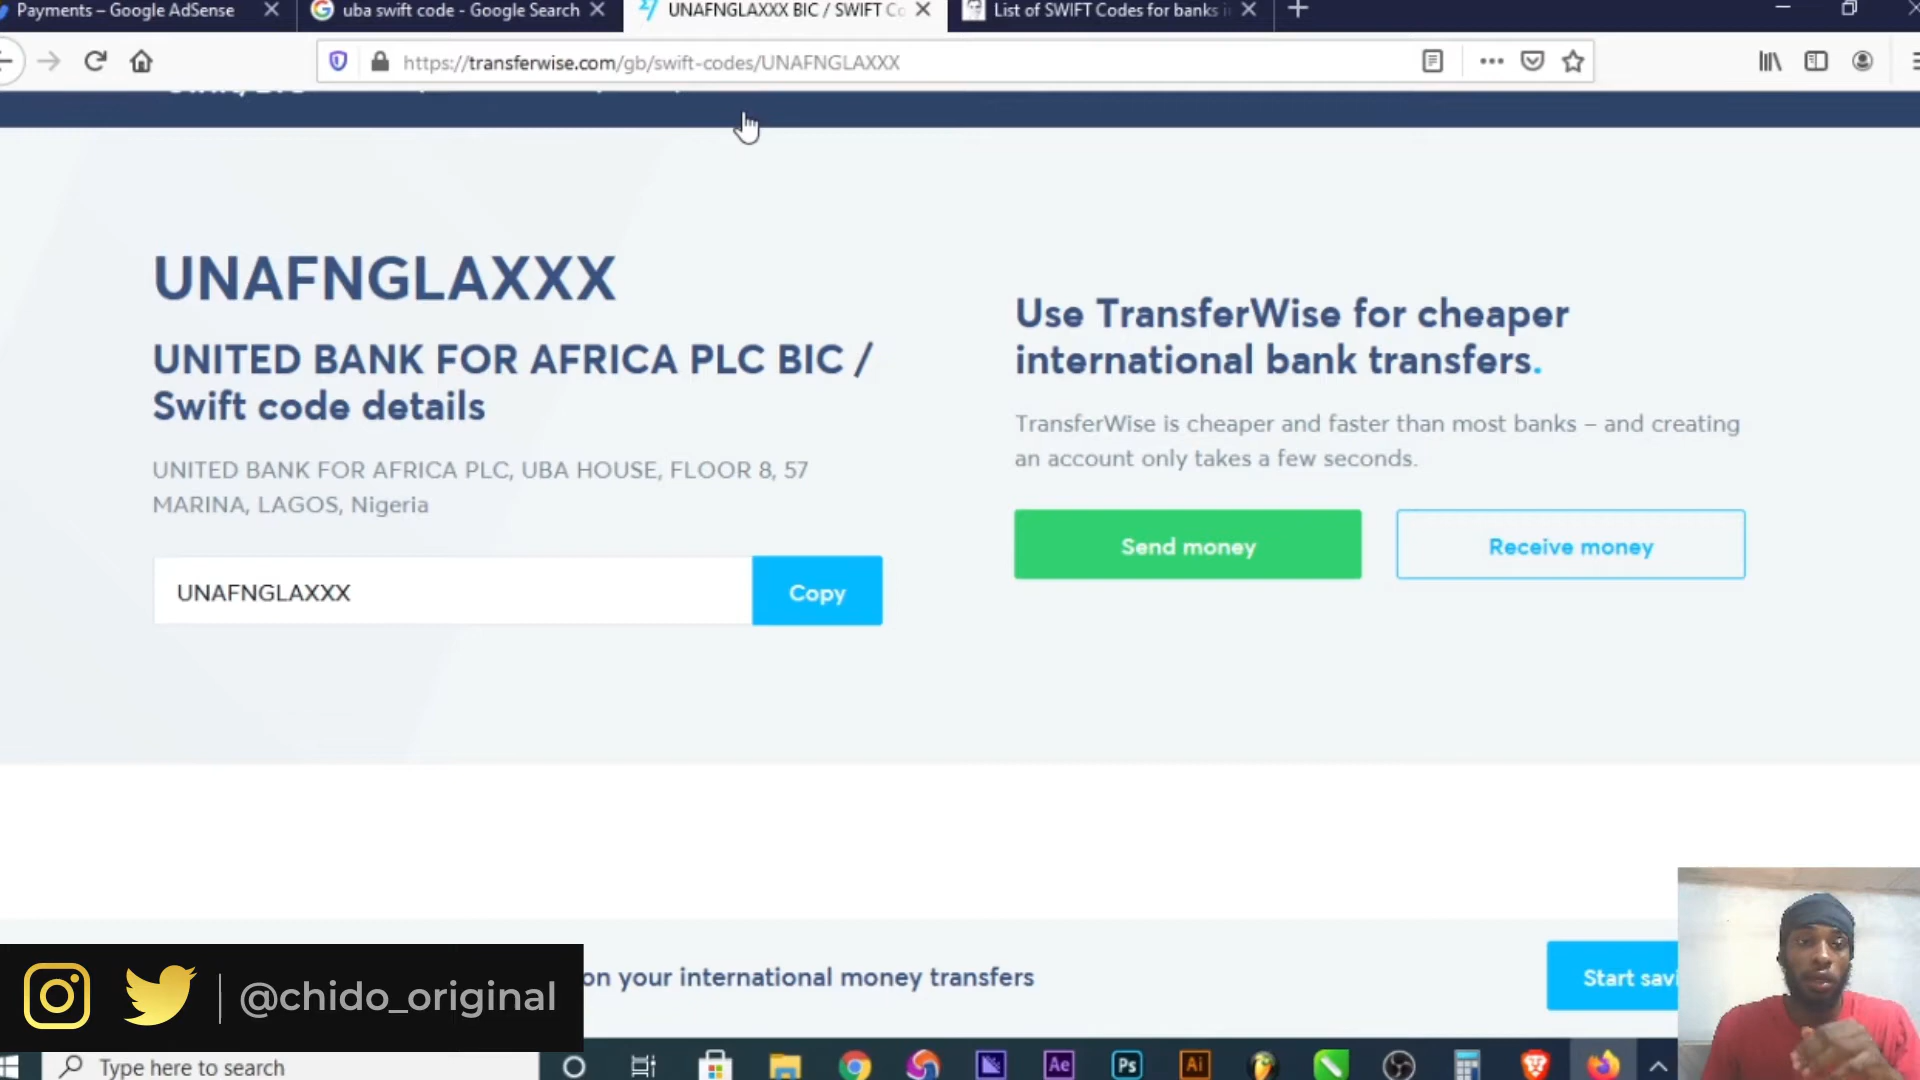 Payments – Google AdSense
uba swift code - Google Search
UNAFNGLAXXX BIC / SWIFT Co
List of SWIFT Codes for banks i
https://transferwise.com/gb/swift-codes/UNAFNGLAXXX
UNAFNGLAXXX
UNITED BANK FOR AFRICA PLC BIC /
Swift code details
UNITED BANK FOR AFRICA PLC, UBA HOUSE, FLOOR 8, 57
MARINA, LAGOS, Nigeria
UNAFNGLAXXX
Copy
Use TransferWise for cheaper
international bank transfers.
TransferWise is cheaper and faster than most banks – and creating
an account only takes a few seconds.
Send money
Receive money
on your international money transfers
Start savi
@chido_original
Type here to search
Ae
Ps
Ai